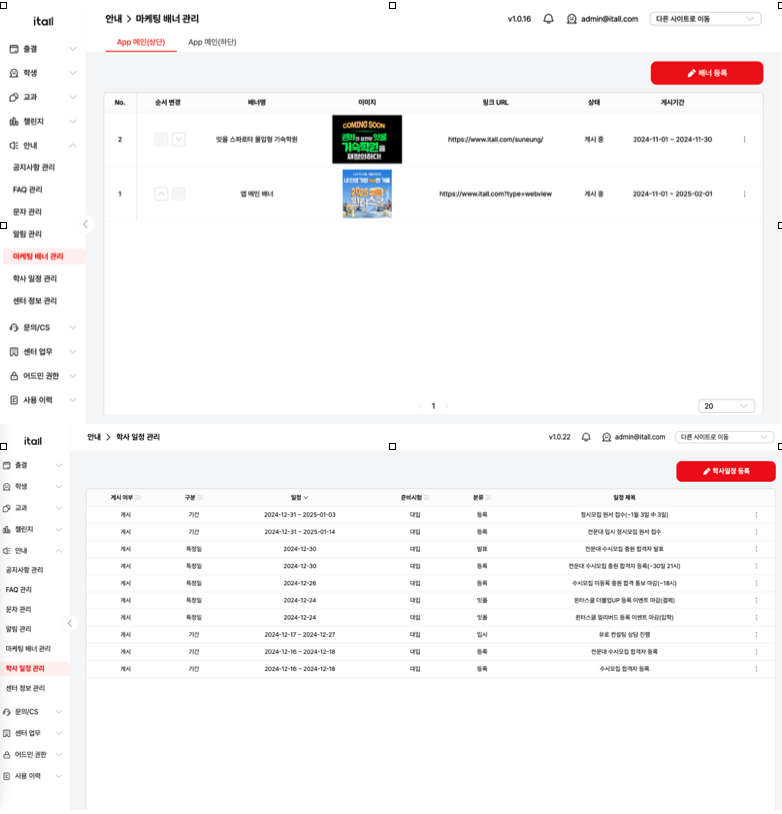 itall
안내 > 마케팅 배너 관리
v1.0.16
admin@itall.com
다른 사이트로 이동
App 메인(상단)
App 메인(하단)
배너 등록
출결
학생
교과
챌린지
안내
공지사항 관리
FAQ 관리
문자 관리
알림 관리
마케팅 배너 관리
학사 일정 관리
센터 정보 관리
문의/CS
센터 업무
어드민 권한
사용 이력
No. 순서 변경 배너명 이미지 링크 URL 상태 게시기간
2 잇올 스파르타 몰입형 기숙학원 https://www.itall.com/suneung/ 게시 중 2024-11-01 ~ 2024-11-30
COMING SOON
기숙학원을
재정의하다!
1 앱 메인 배너 https://www.itall.com?type=webview 게시 중 2024-11-01 ~ 2025-02-01
1
20
itall
안내 > 학사 일정 관리
v1.0.22
admin@itall.com
다른 사이트로 이동
학사일정 등록
출결
학생
교과
챌린지
안내
공지사항 관리
FAQ 관리
문자 관리
알림 관리
마케팅 배너 관리
학사 일정 관리
센터 정보 관리
문의/CS
센터 업무
어드민 권한
사용 이력
게시 여부 구분 일정 준비시험 분류 일정 제목
게시 기간 2024-12-31 ~ 2025-01-03 대입 등록 정시모집 원서 접수(~1월 3일 中 3일)
게시 기간 2024-12-31 ~ 2025-01-14 대입 등록 전문대 입시 정시모집 원서 접수
게시 특정일 2024-12-30 대입 발표 전문대 수시모집 충원 합격자 발표
게시 특정일 2024-12-30 대입 등록 전문대 수시모집 충원 합격자 등록(~30일 21시)
게시 특정일 2024-12-26 대입 등록 수시모집 미등록 충원 합격 통보 마감(~18시)
게시 특정일 2024-12-24 대입 잇올 윈터스쿨 더블업UP 등록 이벤트 마감(결제)
게시 특정일 2024-12-24 대입 잇올 윈터스쿨 얼리버드 등록 이벤트 마감(입학)
게시 기간 2024-12-17 ~ 2024-12-27 대입 입시 유료 컨설팅 상담 진행
게시 기간 2024-12-16 ~ 2024-12-18 대입 등록 전문대 수시모집 합격자 등록
게시 기간 2024-12-16 ~ 2024-12-18 대입 등록 수시모집 합격자 등록